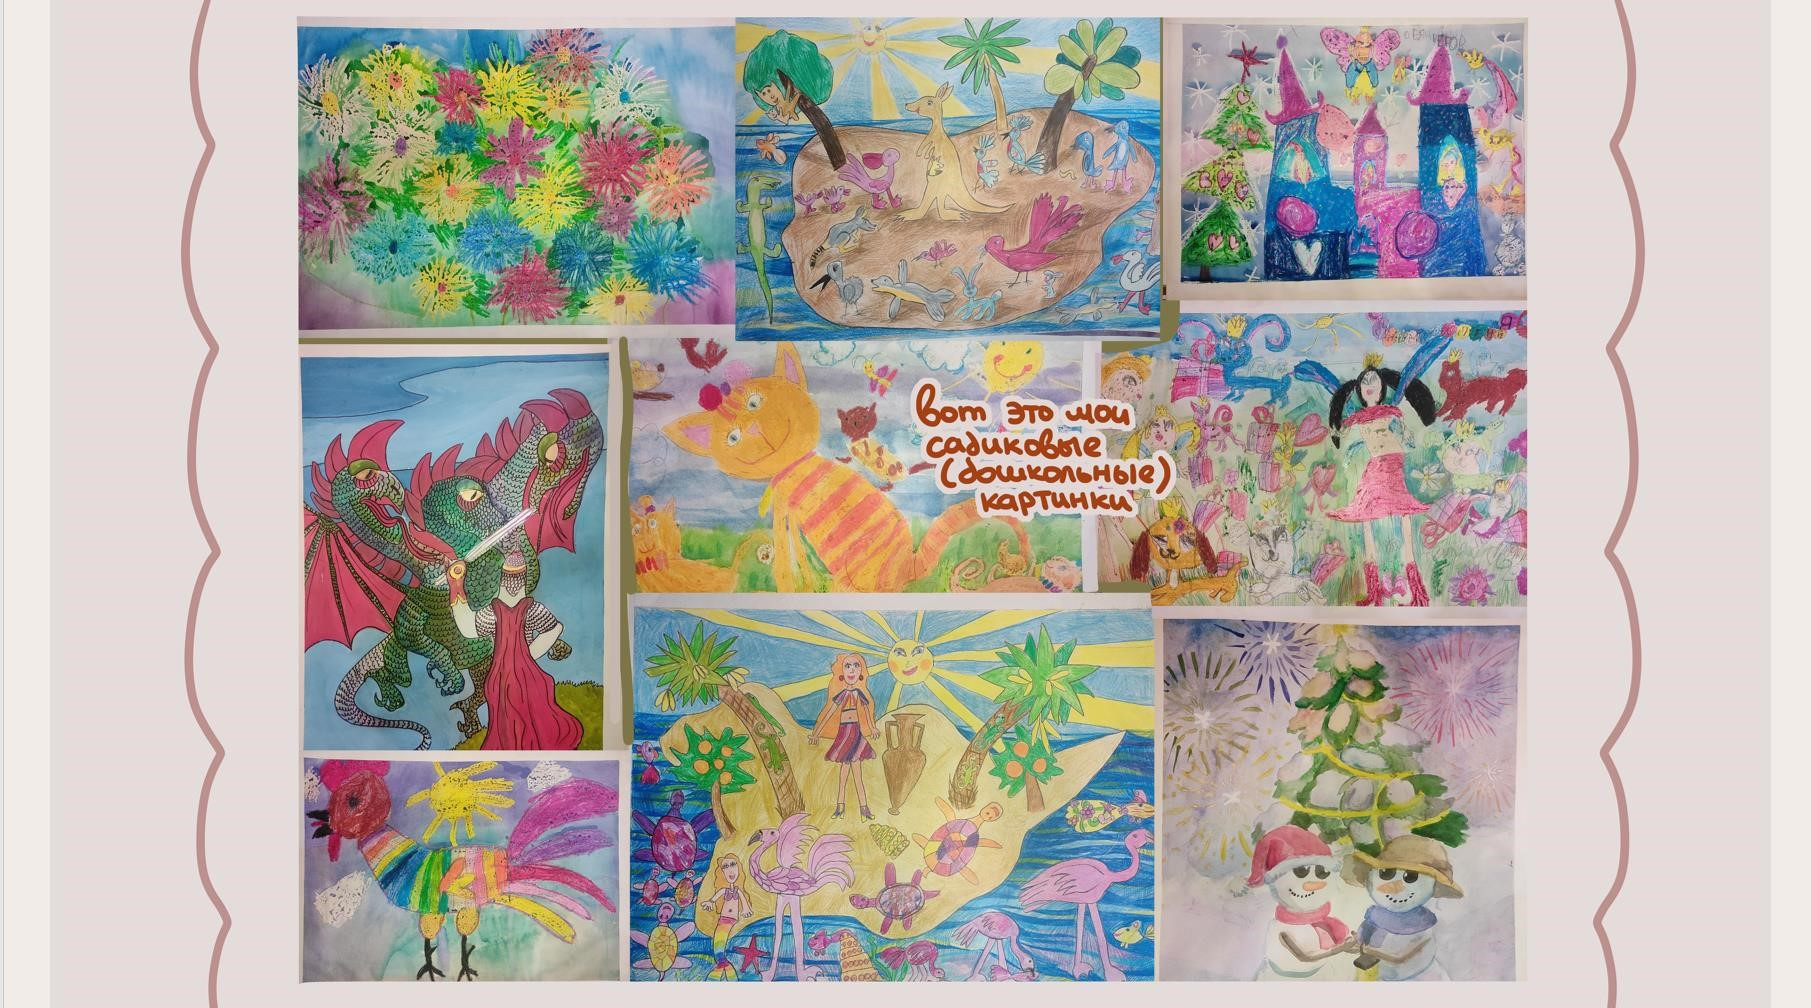 вот это мои
садиковые
(дошкольные)
картинки